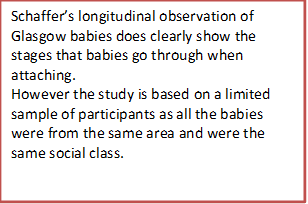 Schaffer's longitudinal observation of
Glasgow babies does clearly show the
stages that babies go through when
attaching.
However the study is based on a limited
sample of participants as all the babies
were from the same area and were the
same social class.